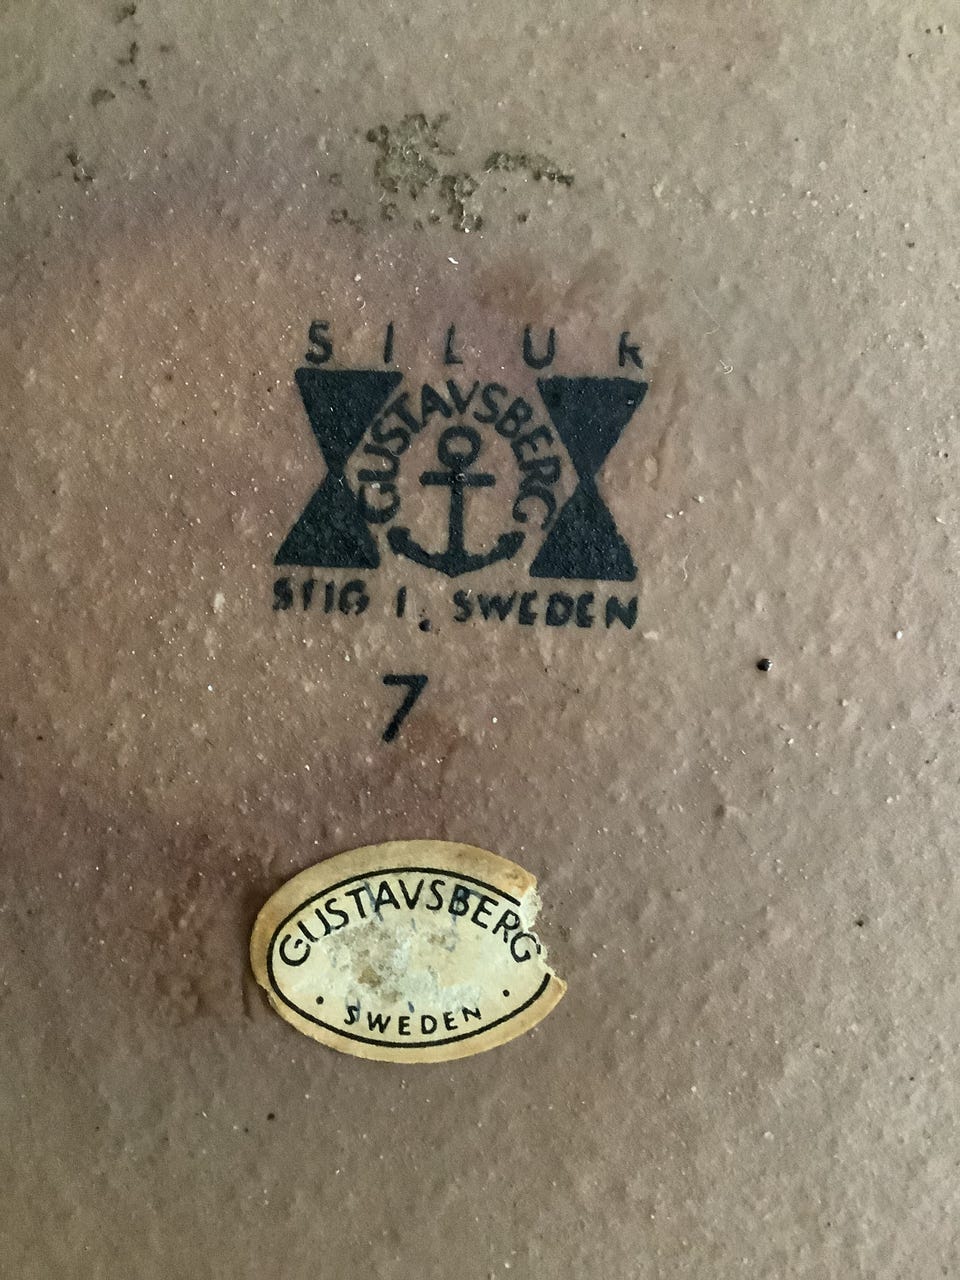 SILUR
GUSTAVSBERG
STIG L. SWEDEN
7
GUSTAVSBERG
• SWEDEN •